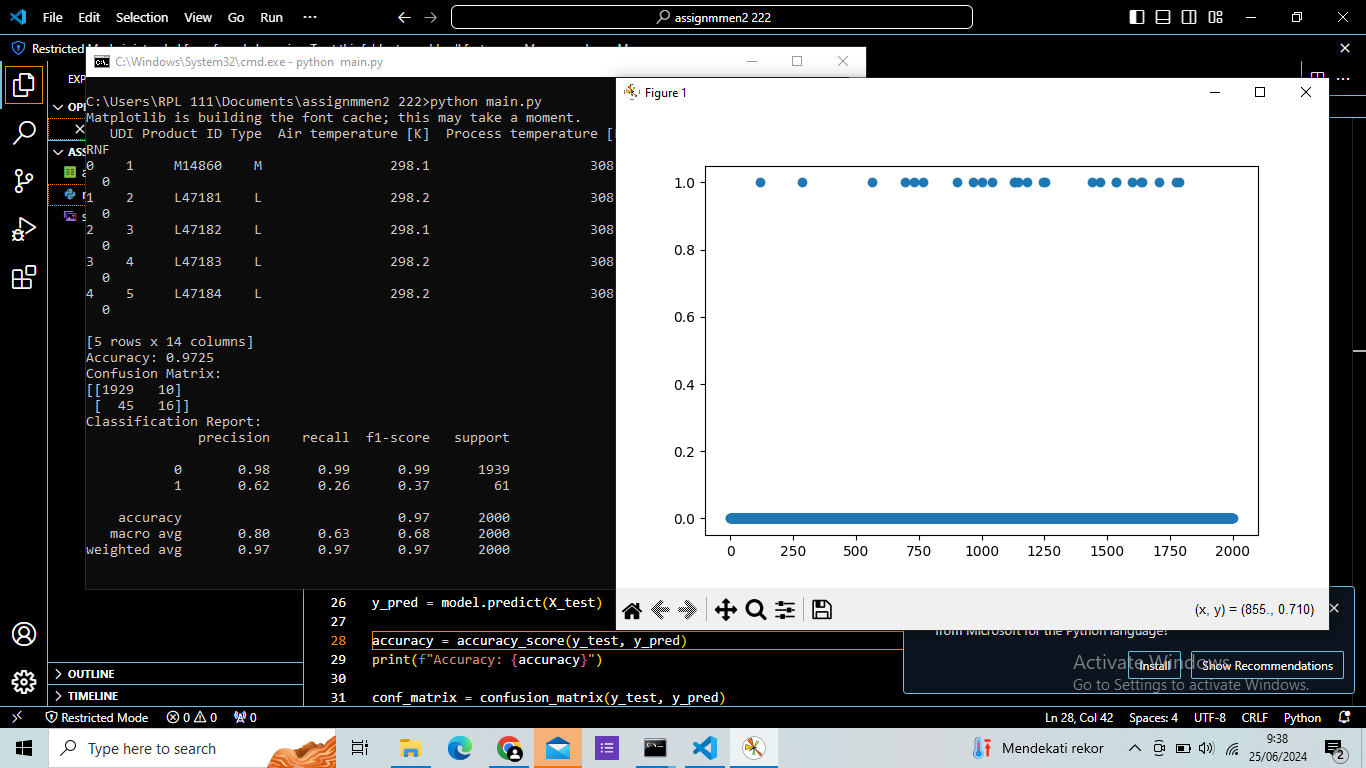 File Edit Selection View Go Run ··· assignmmen2 222
Restricted
C:\Windows\System32\cmd.exe - python  main.py
Figure 1
C:\Users\RPL 111\Documents\assignmmen2 222>python main.py
Matplotlib is building the font cache; this may take a moment.
UDI Product ID Type  Air temperature [K]  Process temperature [
RNF
0    1     M14860    M                298.1                    308
0
1    2     L47181    L                298.2                    308
0
2    3     L47182    L                298.1                    308
0
3    4     L47183    L                298.2                    308
0
4    5     L47184    L                298.2                    308
0
[5 rows x 14 columns]
Accuracy: 0.9725
Confusion Matrix:
[[1929   10]
[  45   16]]
Classification Report:
precision    recall  f1-score   support
0       0.98      0.99      0.99      1939
1       0.62      0.26      0.37        61
accuracy                           0.97      2000
macro avg       0.80      0.63      0.68      2000
weighted avg       0.97      0.97      0.97      2000
1.0
0.8
0.6
0.4
0.2
0.0
0 250 500 750 1000 1250 1500 1750 2000
(x, y) = (855., 0.710)
26 y_pred = model.predict(X_test)
27
28 accuracy = accuracy_score(y_test, y_pred)
29 print(f"Accuracy: {accuracy}")
30
31 conf_matrix = confusion_matrix(y_test, y_pred)
from Microsoft for the Python language?
Install Show Recommendations
Activate Windows
Go to Settings to activate Windows.
OUTLINE
TIMELINE
Restricted Mode 0 0 0 Ln 28, Col 42 Spaces: 4 UTF-8 CRLF Python
Type here to search Mendekati rekor 9:38
25/06/2024 2